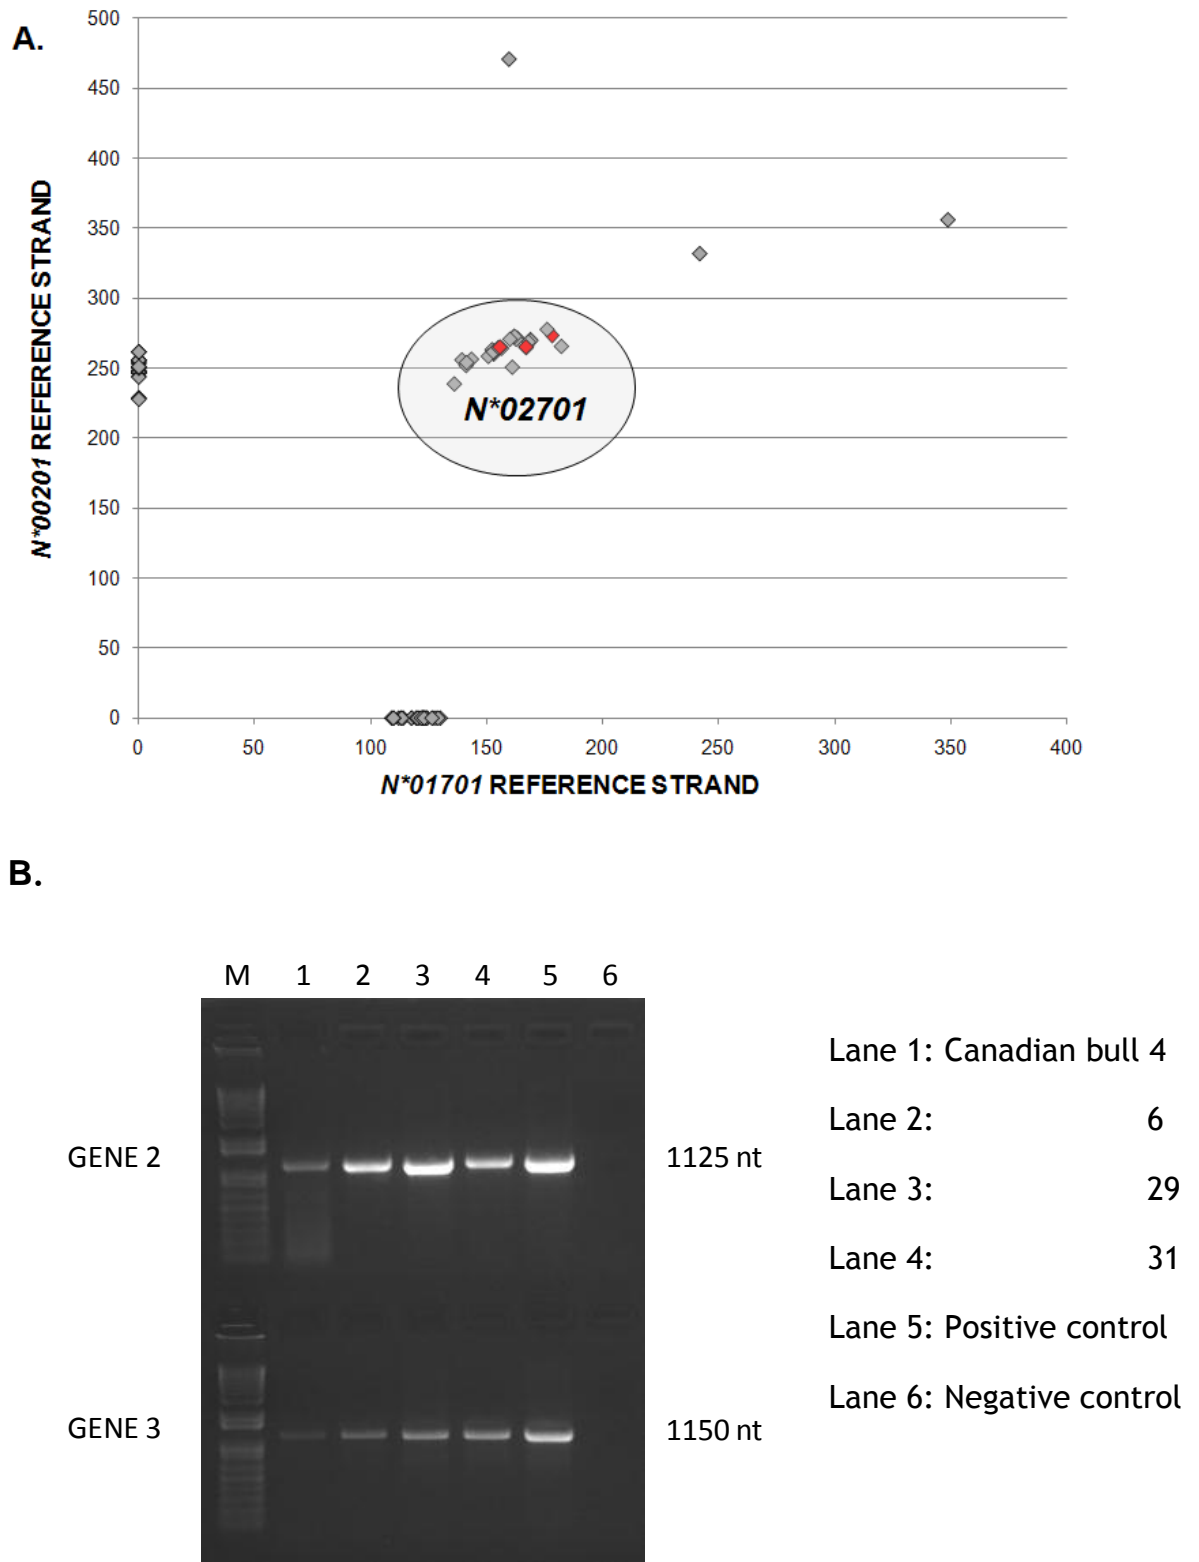 A.
500
450
400
350
300
250
200
150
100
50
0
N*00201 REFERENCE STRAND
N*02701
0 50 100 150 200 250 300 350 400
N*01701 REFERENCE STRAND
B.
M 1 2 3 4 5 6
GENE 2
1125 nt
GENE 3
1150 nt
Lane 1: Canadian bull 4
Lane 2: 6
Lane 3: 29
Lane 4: 31
Lane 5: Positive control
Lane 6: Negative control